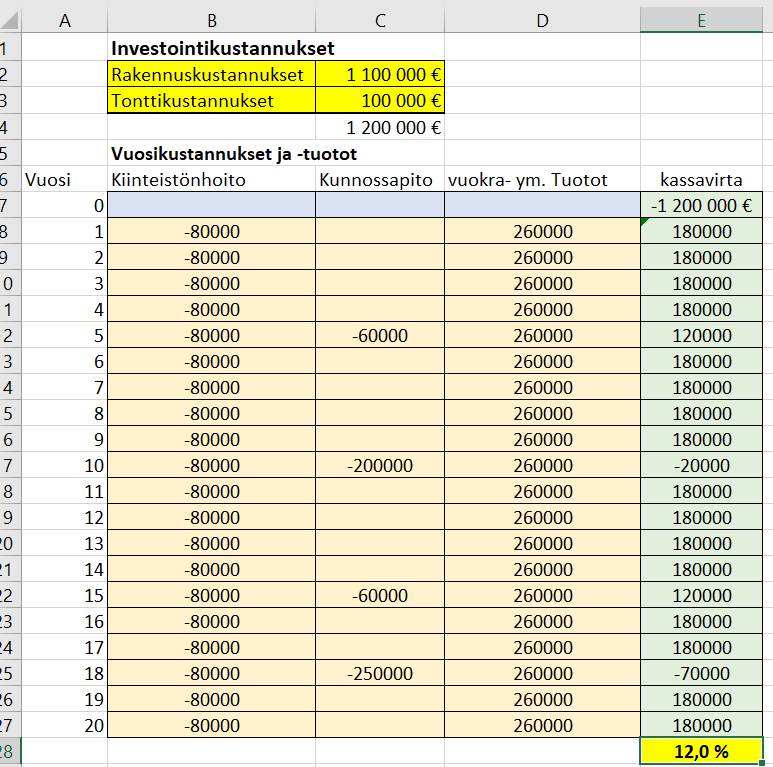 A B C D E
1 Investointikustannukset
2 Rakennuskustannukset 1 100 000 €
3 Tonttikustannukset 100 000 €
4 1 200 000 €
5 Vuosikustannukset ja -tuotot
6 Vuosi Kiinteistönhoito Kunnossapito vuokra- ym. Tuotot kassavirta
7 0 -1 200 000 €
8 1 -80000 260000 180000
9 2 -80000 260000 180000
0 3 -80000 260000 180000
1 4 -80000 260000 180000
2 5 -80000 -60000 260000 120000
3 6 -80000 260000 180000
4 7 -80000 260000 180000
5 8 -80000 260000 180000
6 9 -80000 260000 180000
7 10 -80000 -200000 260000 -20000
8 11 -80000 260000 180000
9 12 -80000 260000 180000
20 13 -80000 260000 180000
21 14 -80000 260000 180000
22 15 -80000 -60000 260000 120000
23 16 -80000 260000 180000
24 17 -80000 260000 180000
25 18 -80000 -250000 260000 -70000
26 19 -80000 260000 180000
27 20 -80000 260000 180000
28 12,0 %